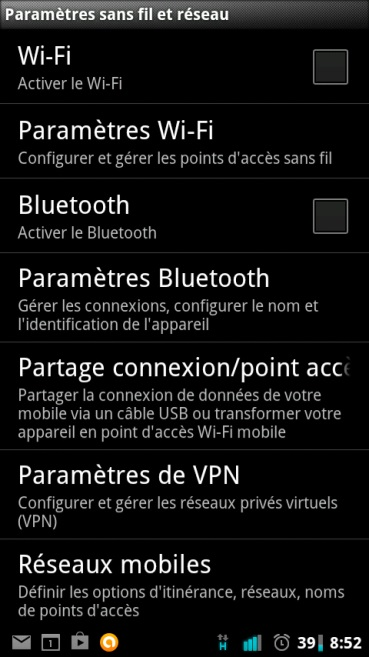 Paramètres sans fil et réseau
Wi-Fi
Activer le Wi-Fi
Paramètres Wi-Fi
Configurer et gérer les points d'accès sans fil
Bluetooth
Activer le Bluetooth
Paramètres Bluetooth
Gérer les connexions, configurer le nom et
l'identification de l'appareil
Partage connexion/point accè
Partager la connexion de données de votre
mobile via un câble USB ou transformer votre
appareil en point d'accès Wi-Fi mobile
Paramètres de VPN
Configurer et gérer les réseaux privés virtuels
(VPN)
Réseaux mobiles
Définir les options d'itinérance, réseaux, noms
de points d'accès
1 H 39 8:52